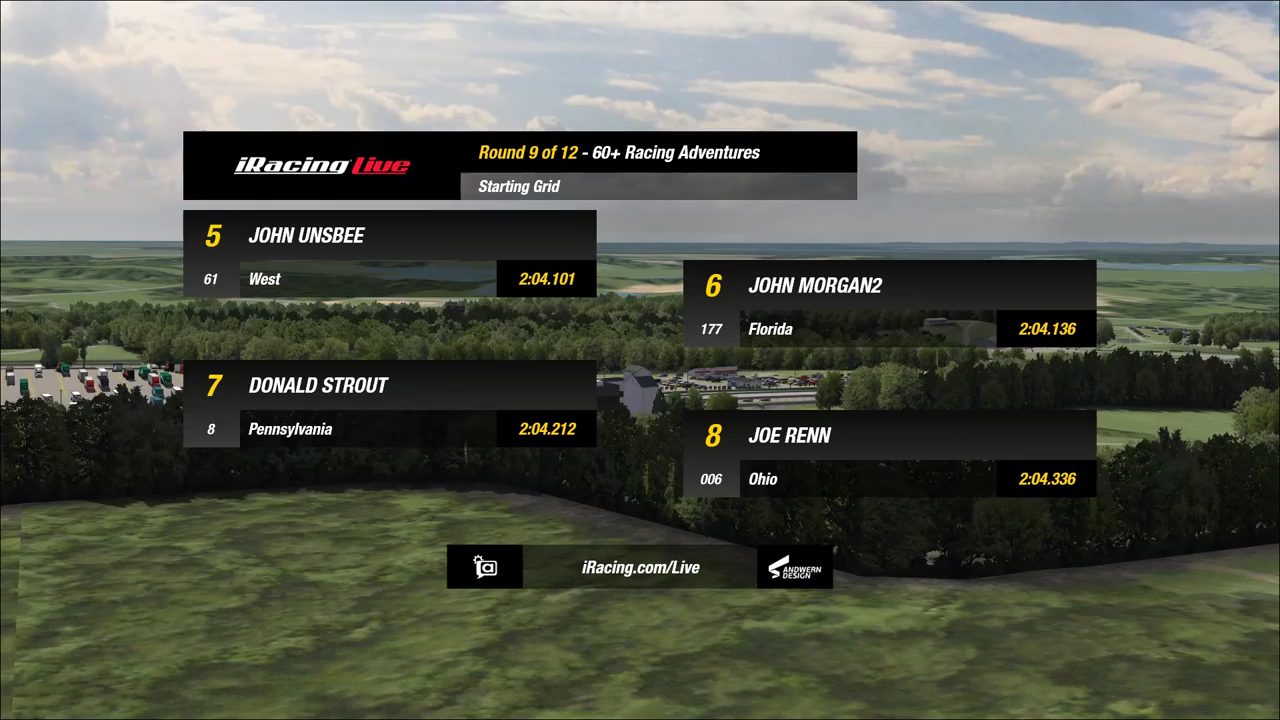 iRacing Live
Round 9 of 12 - 60+ Racing Adventures
Starting Grid
5 JOHN UNSBEE
61 West 2:04.101
6 JOHN MORGAN2
177 Florida 2:04.136
7 DONALD STROUT
8 Pennsylvania 2:04.212
8 JOE RENN
006 Ohio 2:04.336
iRacing.com/Live
SANDWERN
DESIGN